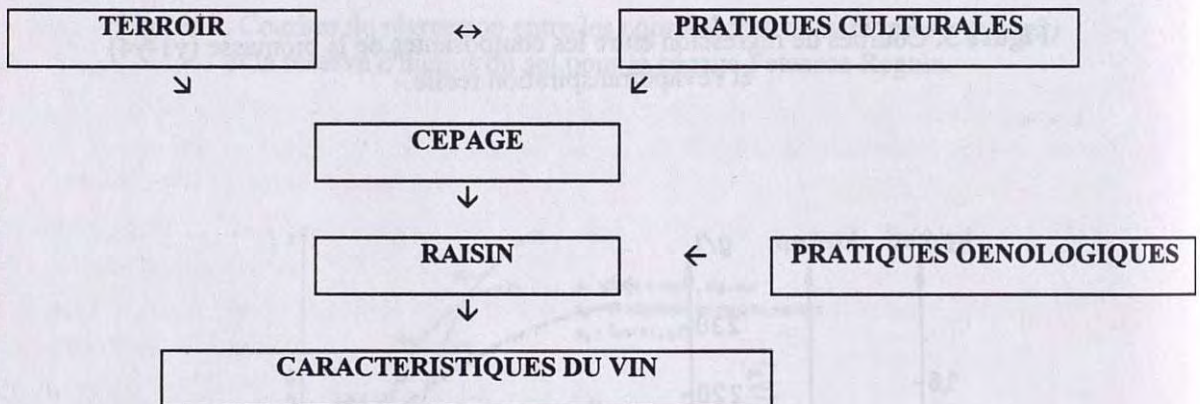 TERROIR ↔ PRATIQUES CULTURALES
↘ ↙
CEPAGE
↓
RAISIN ← PRATIQUES OENOLOGIQUES
↓
CARACTERISTIQUES DU VIN